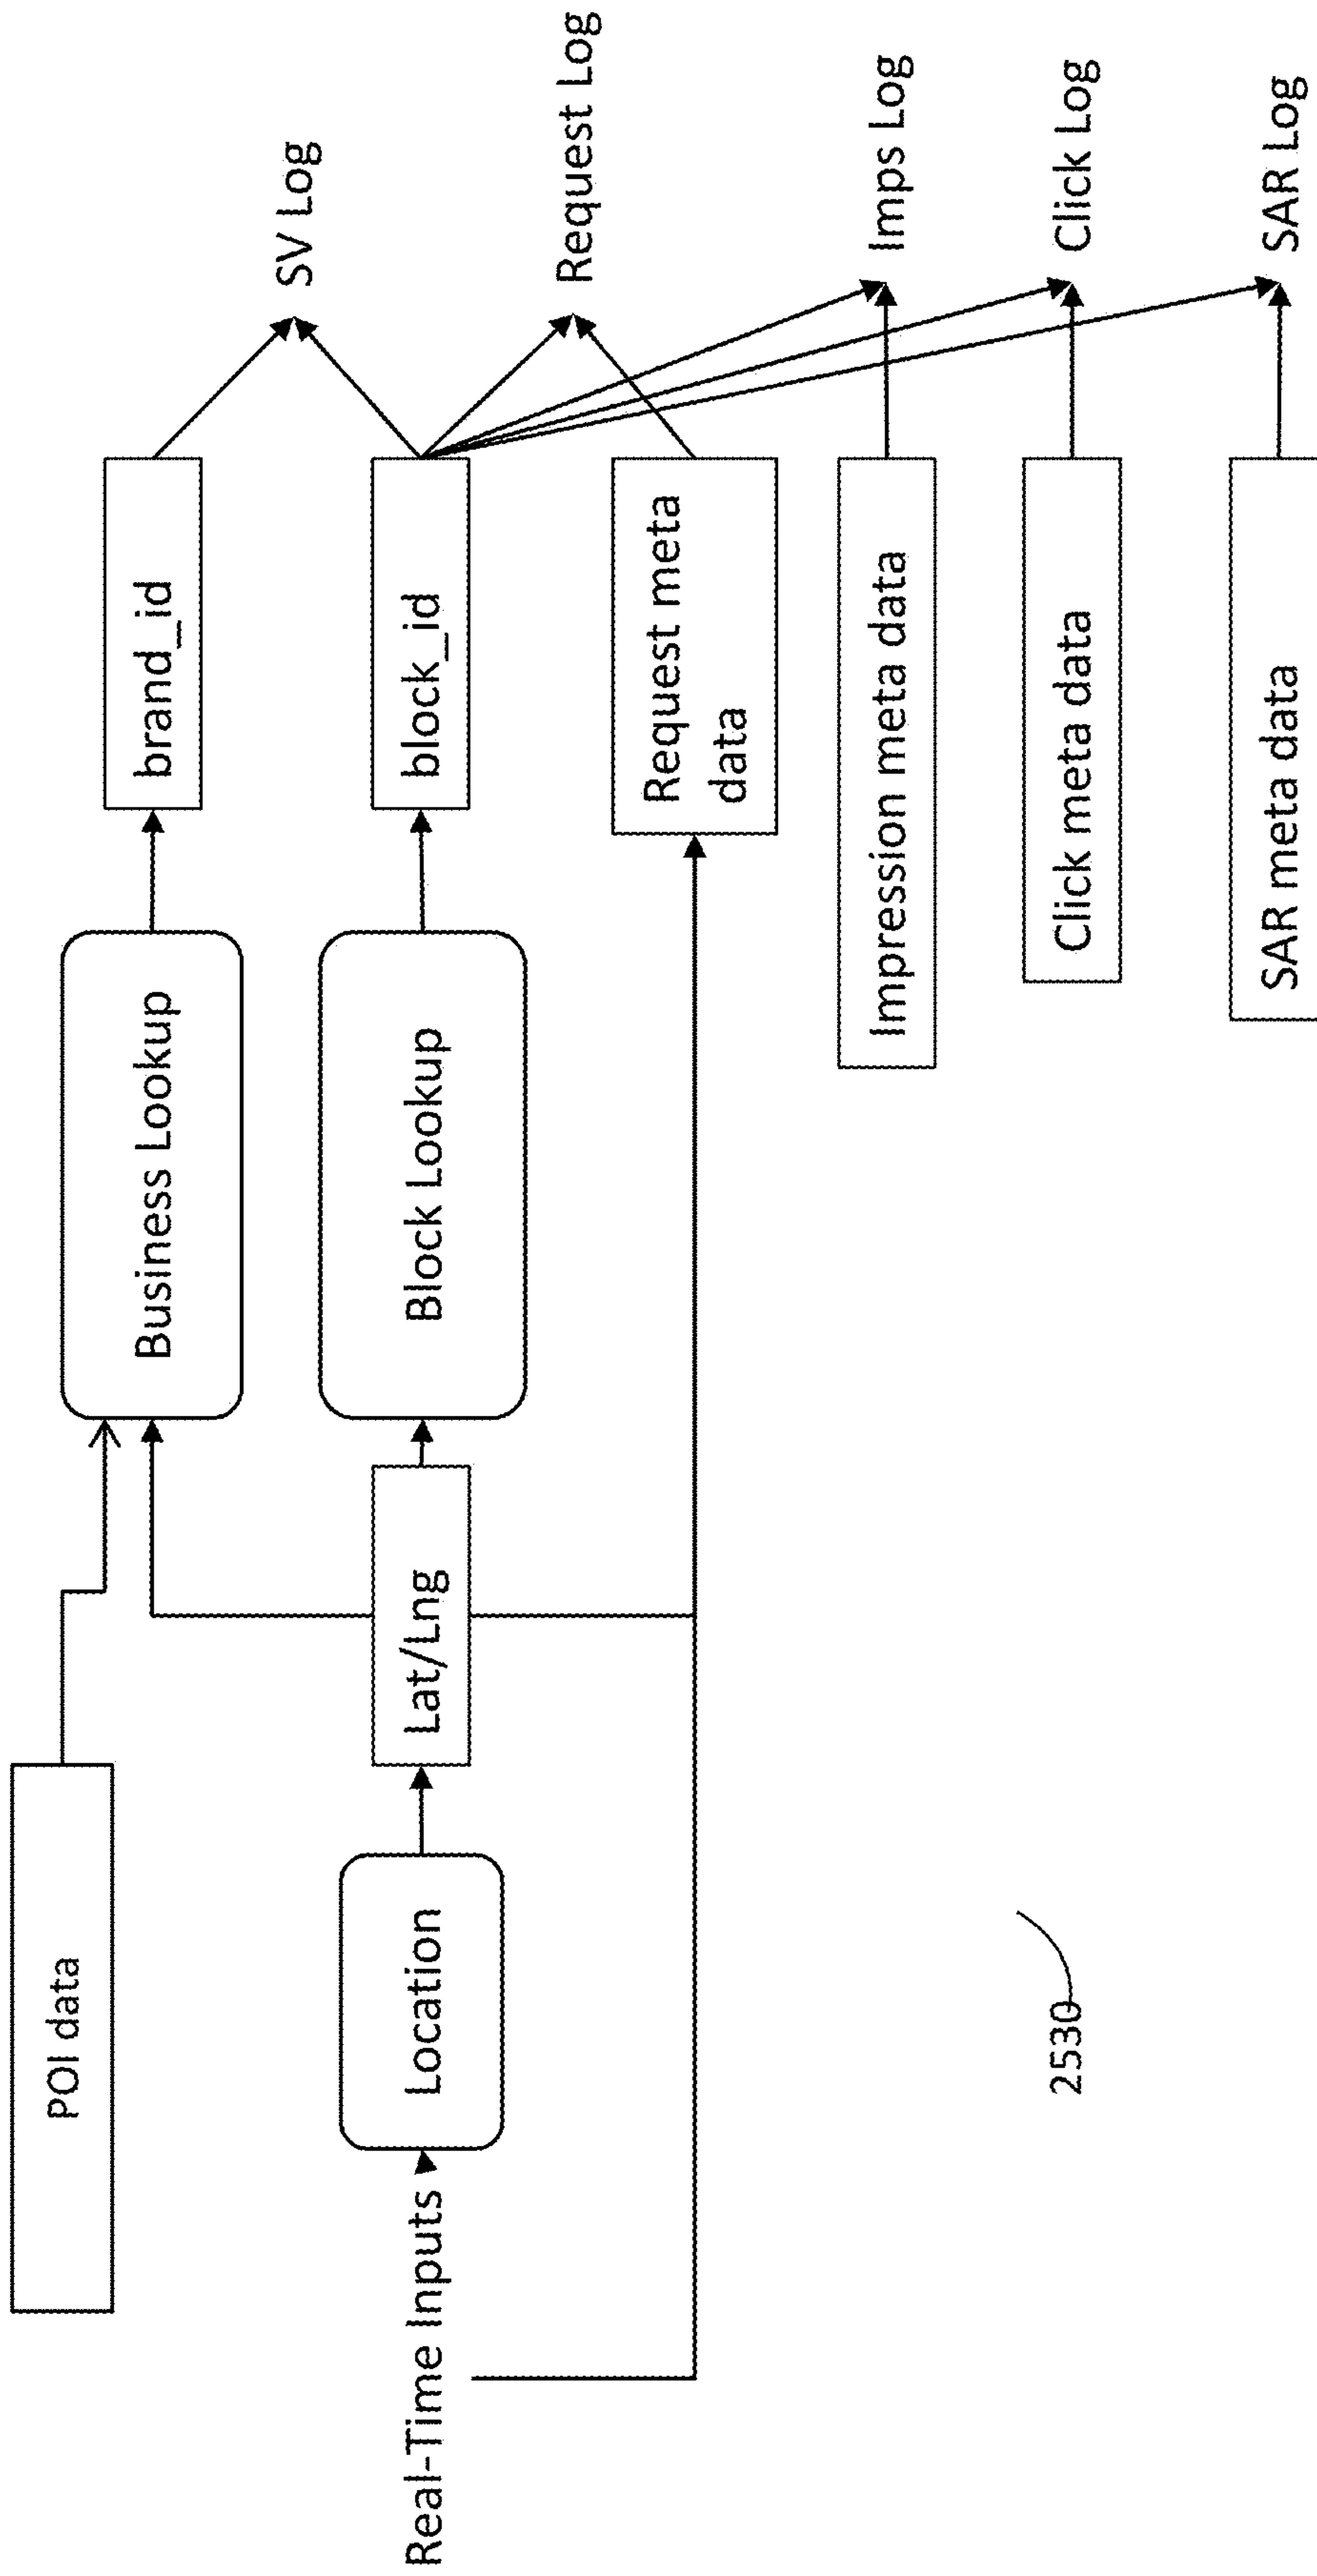 POI data
Business Lookup
brand_id
SV Log
Real-Time Inputs
Location
Lat/Lng
Block Lookup
block_id
Request Log
Request meta
data
Impression meta data
Imps Log
Click meta data
Click Log
SAR meta data
SAR Log
2530